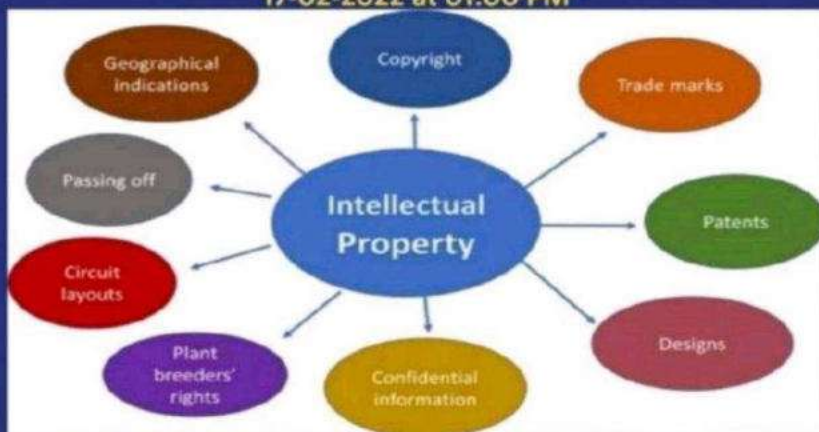 Copyright
Geographical
indications
Trade marks
Passing off
Intellectual
Property
Patents
Circuit
layouts
Designs
Plant
breeders'
rights
Confidential
information